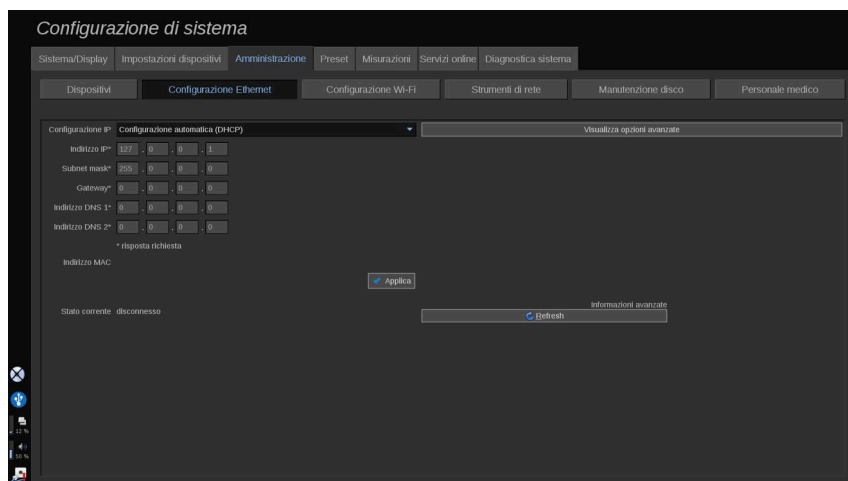 Configurazione di sistema
Sistema/Display Impostazioni dispositivi Amministrazione Preset Misurazioni Servizi online Diagnostica sistema
Dispositivi Configurazione Ethernet Configurazione Wi-Fi Strumenti di rete Manutenzione disco Personale medico
Configurazione IP Configurazione automatica (DHCP) Visualizza opzioni avanzate
Indirizzo IP* 127 . 0 . 0 . 1
Subnet mask* 255 . 0 . 0 . 0
Gateway* 0 . 0 . 0 . 0
Indirizzo DNS 1* 0 . 0 . 0 . 0
Indirizzo DNS 2* 0 . 0 . 0 . 0
* risposta richiesta
Indirizzo MAC
Applica
Informazioni avanzate
Stato corrente disconnesso
Refresh
12 %
50 %